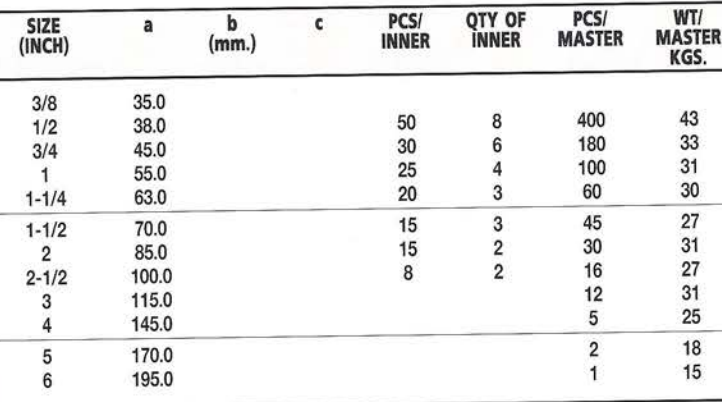 SIZE (INCH) a b (mm.) c PCS/ INNER QTY OF INNER PCS/ MASTER WT/ MASTER KGS.
3/8 35.0
1/2 38.0 50 8 400 43
3/4 45.0 30 6 180 33
1 55.0 25 4 100 31
1-1/4 63.0 20 3 60 30
1-1/2 70.0 15 3 45 27
2 85.0 15 2 30 31
2-1/2 100.0 8 2 16 27
3 115.0 12 31
4 145.0 5 25
5 170.0 2 18
6 195.0 1 15